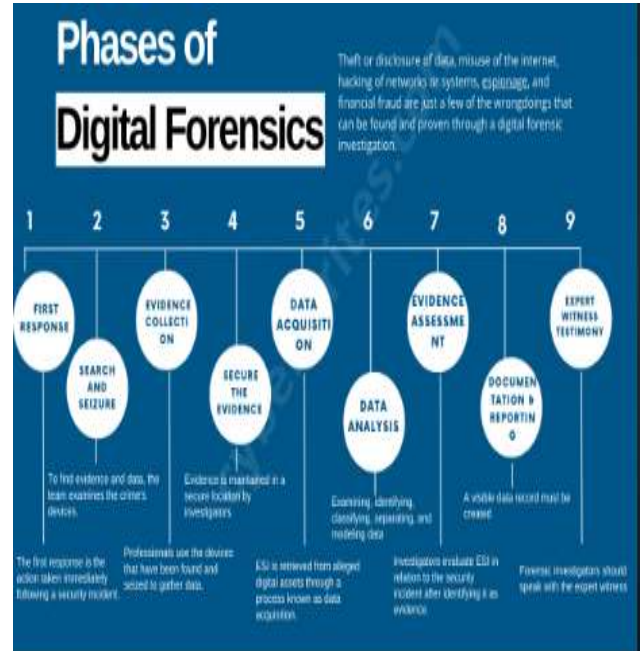 Phases of
Digital Forensics
Theft or disclosure of data, misuse of the internet,
hacking of networks or systems, espionage, and
financial fraud are just a few of the wrongdoings that
can be found and proven through a digital forensic
investigation.
1
2
3
4
5
6
7
8
9
FIRST
RESPONSE
SEARCH
AND
SEIZURE
EVIDENCE
COLLECTI
ON
SECURE
THE
EVIDENCE
DATA
ACQUISITI
ON
DATA
ANALYSIS
EVIDENCE
ASSESSME
NT
DOCUMEN
TATION &
REPORTIN
G
EXPERT
WITNESS
TESTIMONY
The first response is the
action taken immediately
following a security incident.
To find evidence and data, the
team examines the crime's
devices.
Professionals use the devices
that have been found and
seized to gather data.
Evidence is maintained in a
secure location by
investigators
ESI is retrieved from alleged
digital assets through a
process known as data
acquisition.
Examining, identifying,
classifying, separating, and
modeling data
Investigators evaluate ESI in
relation to the security
incident after identifying it as
evidence.
A visible data record must be
created
Forensic investigators should
speak with the expert witness